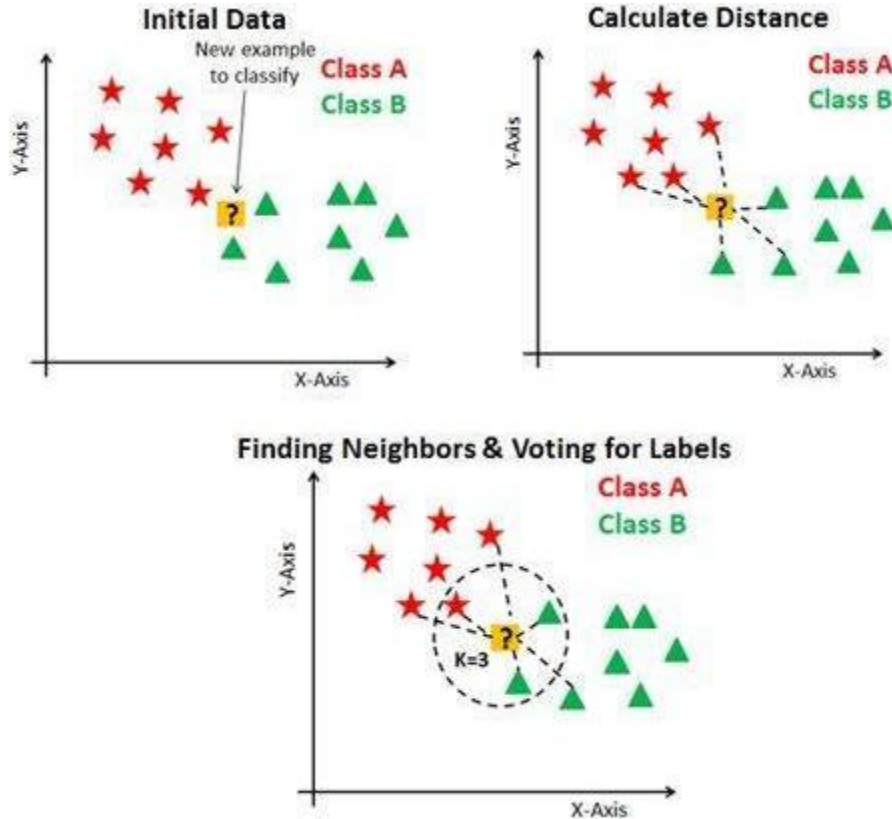 Initial Data
New example
to classify
Class A
Class B
?
Y-Axis
X-Axis
Calculate Distance
Class A
Class B
?
Y-Axis
X-Axis
Finding Neighbors & Voting for Labels
Class A
Class B
?
K=3
Y-Axis
X-Axis